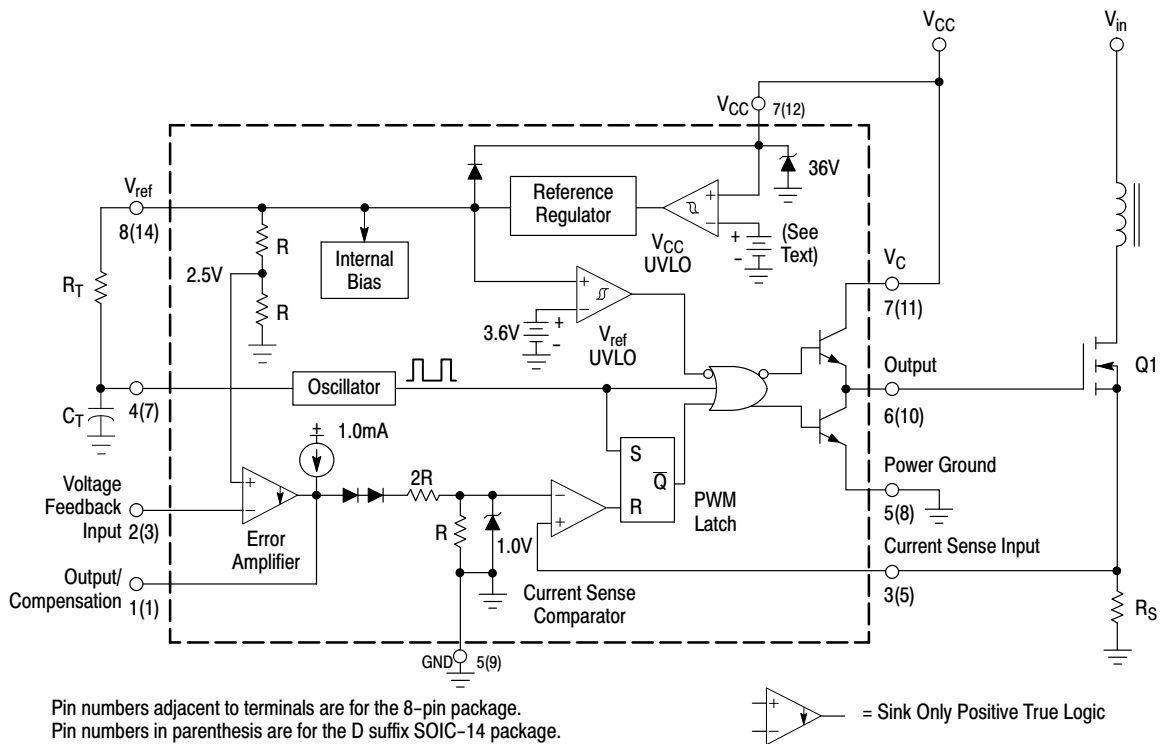 VCC
Vin
VCC
7(12)
Vref
8(14)
36V
Reference
Regulator
+
−
VCC
UVLO
+
−
(See
Text)
R
Internal
Bias
2.5V
R
RT
+
−
3.6V
+
−
Vref
UVLO
VC
7(11)
Output
6(10)
Q1
Oscillator
CT
4(7)
±
1.0mA
S
Q
R
PWM
Latch
Power Ground
5(8)
Voltage
Feedback
Input
2(3)
+
−
Error
Amplifier
2R
R
1.0V
−
+
Current Sense
Comparator
Current Sense Input
3(5)
RS
Output/
Compensation
1(1)
GND
5(9)
Pin numbers adjacent to terminals are for the 8−pin package.
Pin numbers in parenthesis are for the D suffix SOIC−14 package.
+
−
= Sink Only Positive True Logic